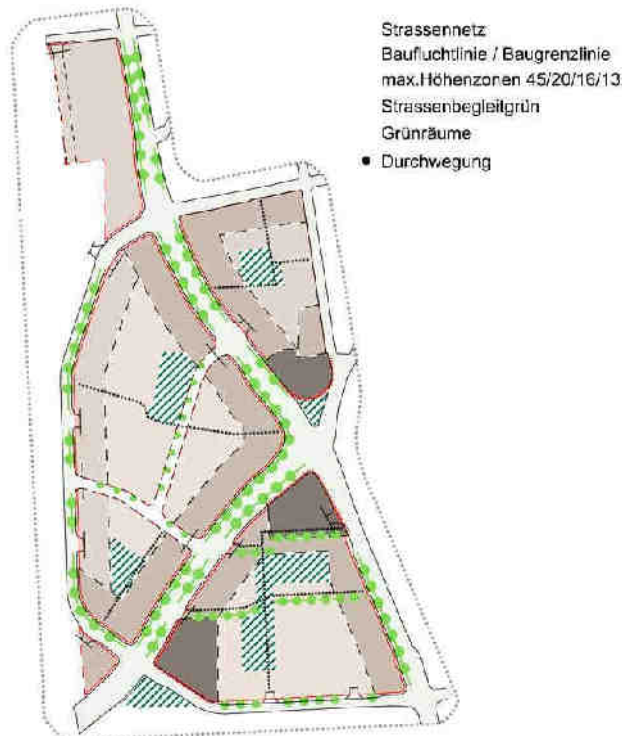 Strassennetz
Baufluchtlinie / Baugrenzlinie
max.Höhenzonen 45/20/16/13
Strassenbegleitgrün
Grünräume
Durchwegung